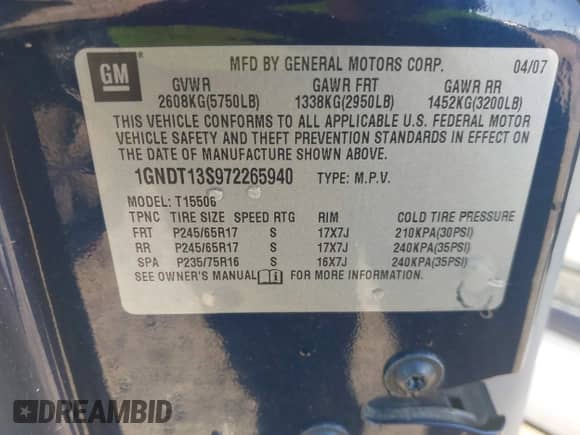 GM
MFD BY GENERAL MOTORS CORP. 04/07
GVWR GAWR FRT GAWR RR
2608KG(5750LB) 1338KG(2950LB) 1452KG(3200LB)
THIS VEHICLE CONFORMS TO ALL APPLICABLE U.S. FEDERAL MOTOR
VEHICLE SAFETY AND THEFT PREVENTION STANDARDS IN EFFECT ON
THE DATE OF MANUFACTURE SHOWN ABOVE.
1GNDT13S972265940 TYPE: M.P.V.
MODEL: T15506
TPNC TIRE SIZE SPEED RTG RIM COLD TIRE PRESSURE
FRT P245/65R17 S 17X7J 210KPA(30PSI)
RR P245/65R17 S 17X7J 240KPA(35PSI)
SPA P235/75R16 S 16X7J 240KPA(35PSI)
SEE OWNER'S MANUAL FOR MORE INFORMATION.
DREAMBID